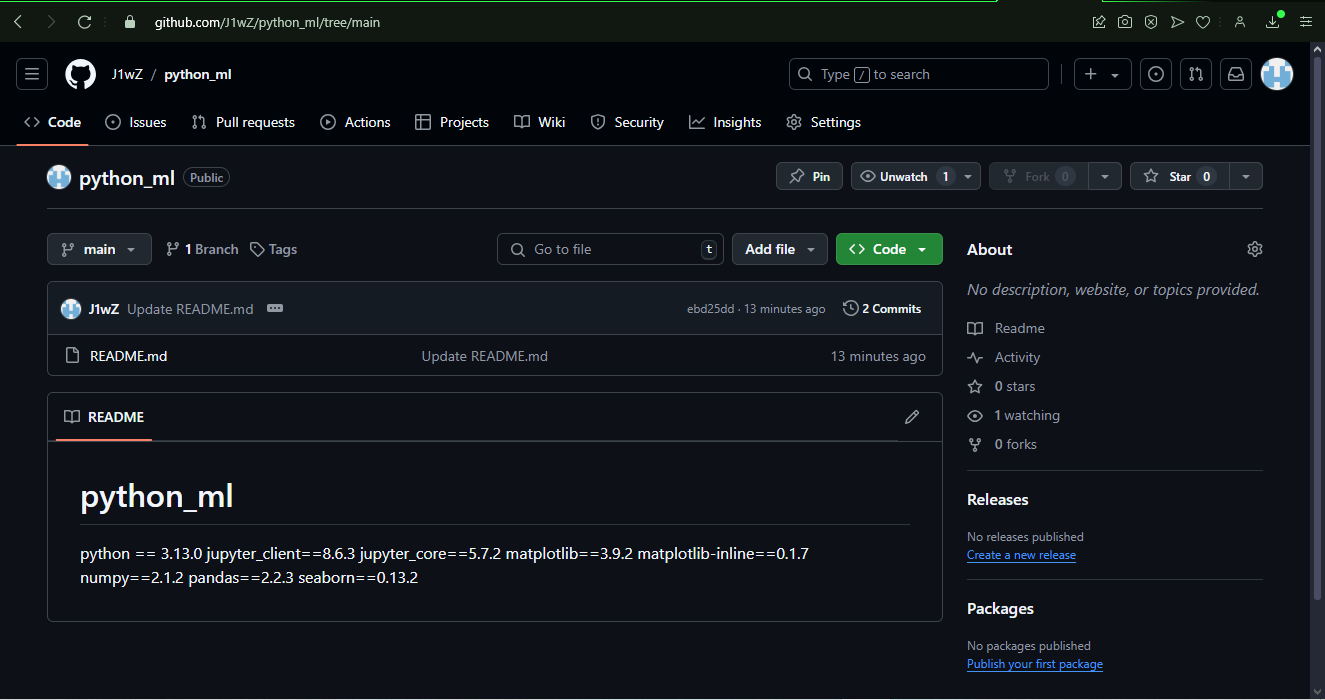 github.com/J1wZ/python_ml/tree/main
J1wZ / python_ml
Type / to search
Code Issues Pull requests Actions Projects Wiki Security Insights Settings
python_ml Public
Pin Unwatch 1 Fork 0 Star 0
main 1 Branch Tags Go to file t Add file Code
J1wZ Update README.md ebd25dd · 13 minutes ago 2 Commits
README.md Update README.md 13 minutes ago
README
python_ml
python == 3.13.0 jupyter_client==8.6.3 jupyter_core==5.7.2 matplotlib==3.9.2 matplotlib-inline==0.1.7
numpy==2.1.2 pandas==2.2.3 seaborn==0.13.2
About
No description, website, or topics provided.
Readme
Activity
0 stars
1 watching
0 forks
Releases
No releases published
Create a new release
Packages
No packages published
Publish your first package